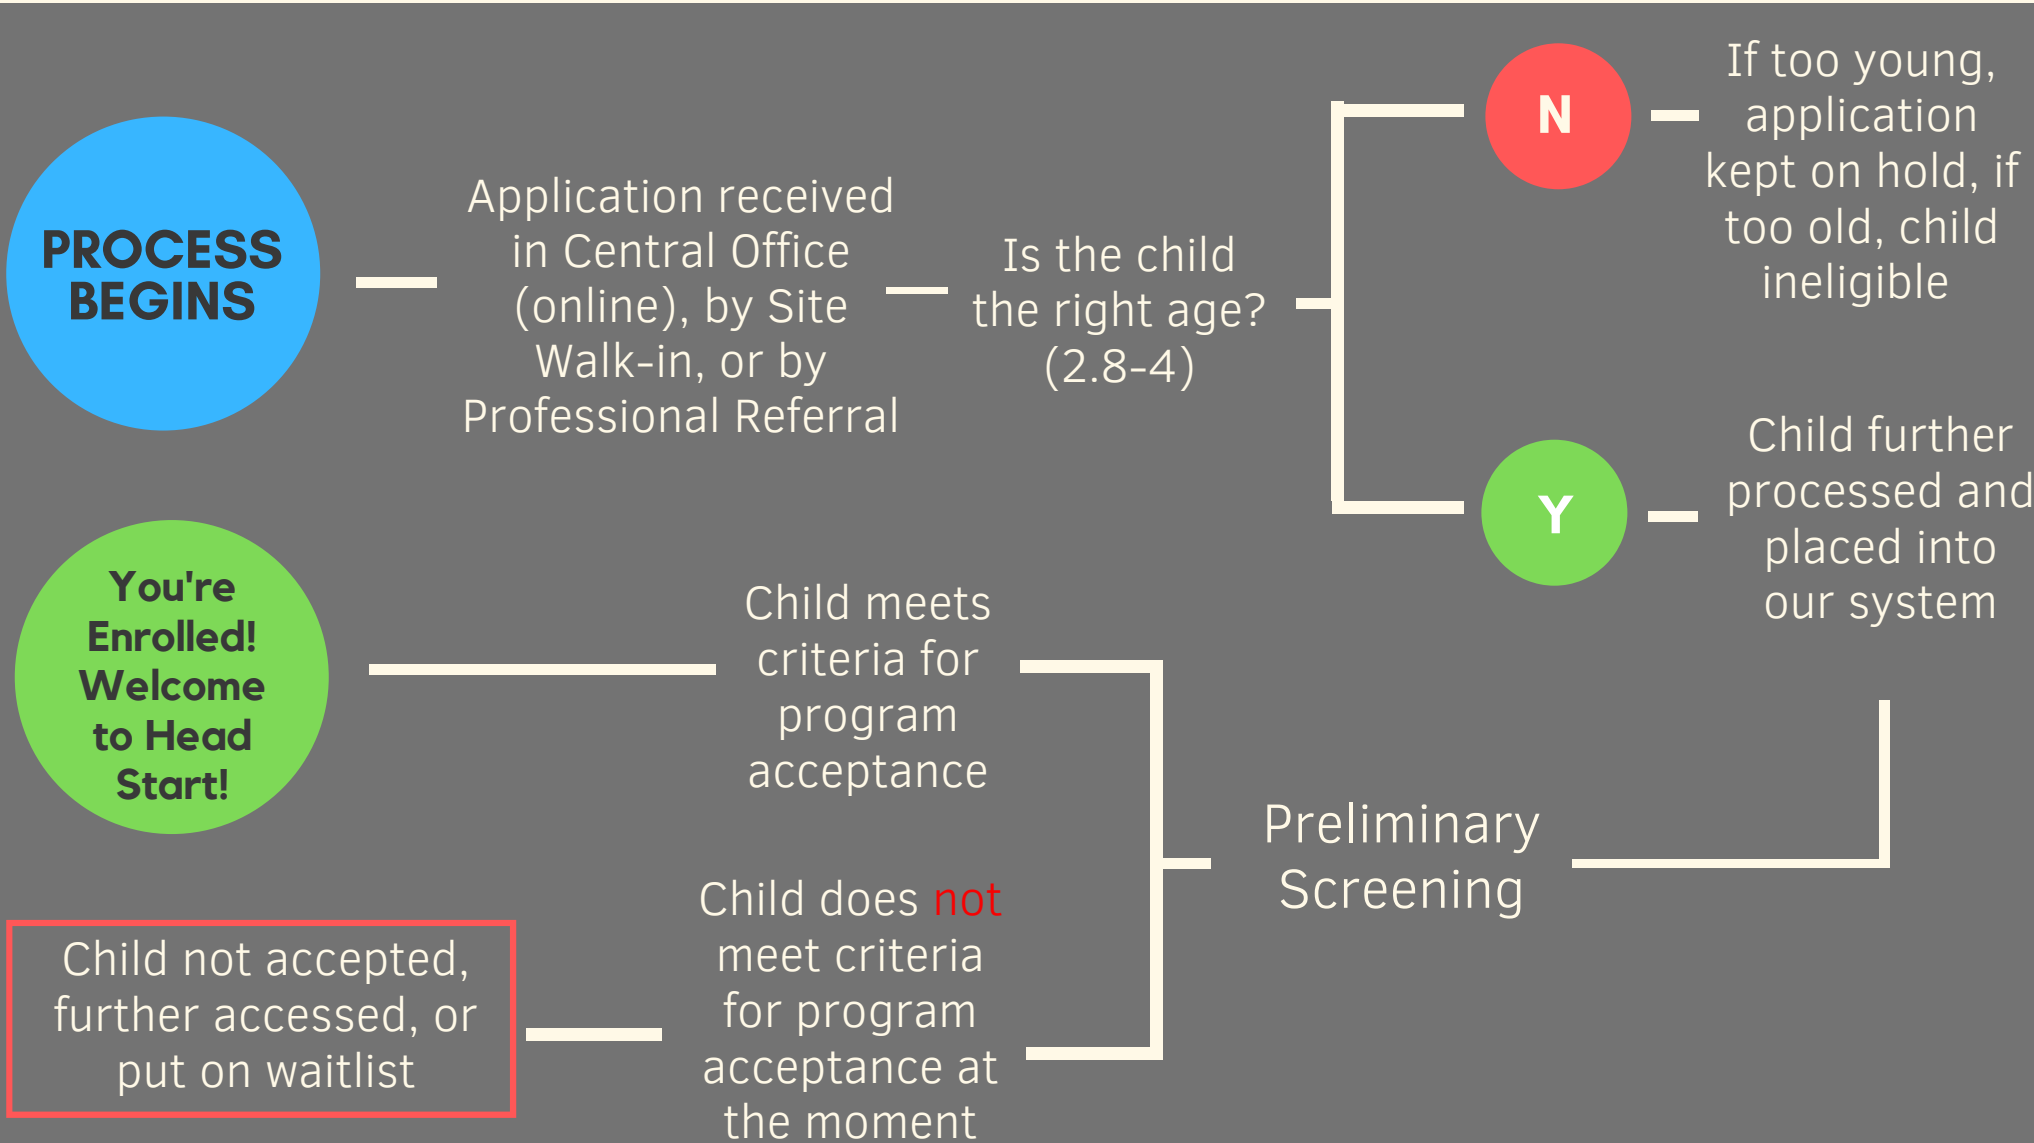 PROCESS
BEGINS
Application received
in Central Office
(online), by Site
Walk-in, or by
Professional Referral
Is the child
the right age?
(2.8-4)
N
If too young,
application
kept on hold, if
too old, child
ineligible
Y
Child further
processed and
placed into
our system
Preliminary
Screening
Child meets
criteria for
program
acceptance
You're
Enrolled!
Welcome
to Head
Start!
Child does not
meet criteria
for program
acceptance at
the moment
Child not accepted,
further accessed, or
put on waitlist